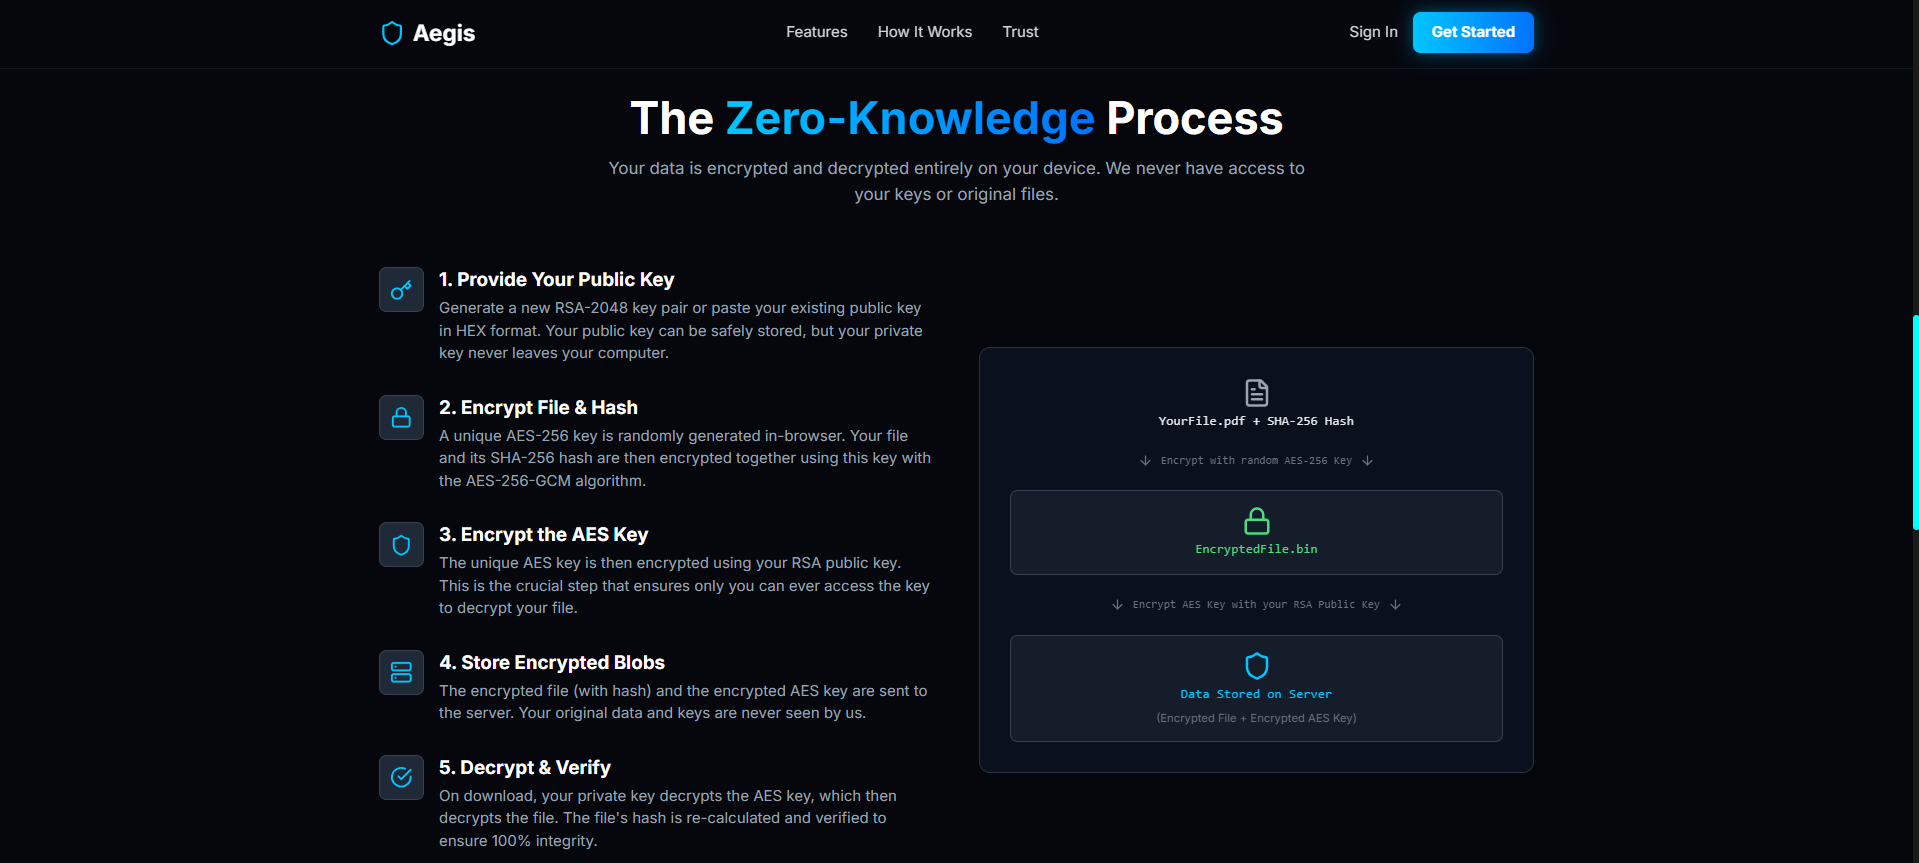 Aegis
Features
How It Works
Trust
Sign In
Get Started
The Zero-Knowledge Process
Your data is encrypted and decrypted entirely on your device. We never have access to
your keys or original files.
1. Provide Your Public Key
Generate a new RSA-2048 key pair or paste your existing public key
in HEX format. Your public key can be safely stored, but your private
key never leaves your computer.
2. Encrypt File & Hash
A unique AES-256 key is randomly generated in-browser. Your file
and its SHA-256 hash are then encrypted together using this key with
the AES-256-GCM algorithm.
3. Encrypt the AES Key
The unique AES key is then encrypted using your RSA public key.
This is the crucial step that ensures only you can ever access the key
to decrypt your file.
4. Store Encrypted Blobs
The encrypted file (with hash) and the encrypted AES key are sent to
the server. Your original data and keys are never seen by us.
5. Decrypt & Verify
On download, your private key decrypts the AES key, which then
decrypts the file. The file's hash is re-calculated and verified to
ensure 100% integrity.
YourFile.pdf + SHA-256 Hash
↓ Encrypt with random AES-256 Key ↓
EncryptedFile.bin
↓ Encrypt AES Key with your RSA Public Key ↓
Data Stored on Server
(Encrypted File + Encrypted AES Key)